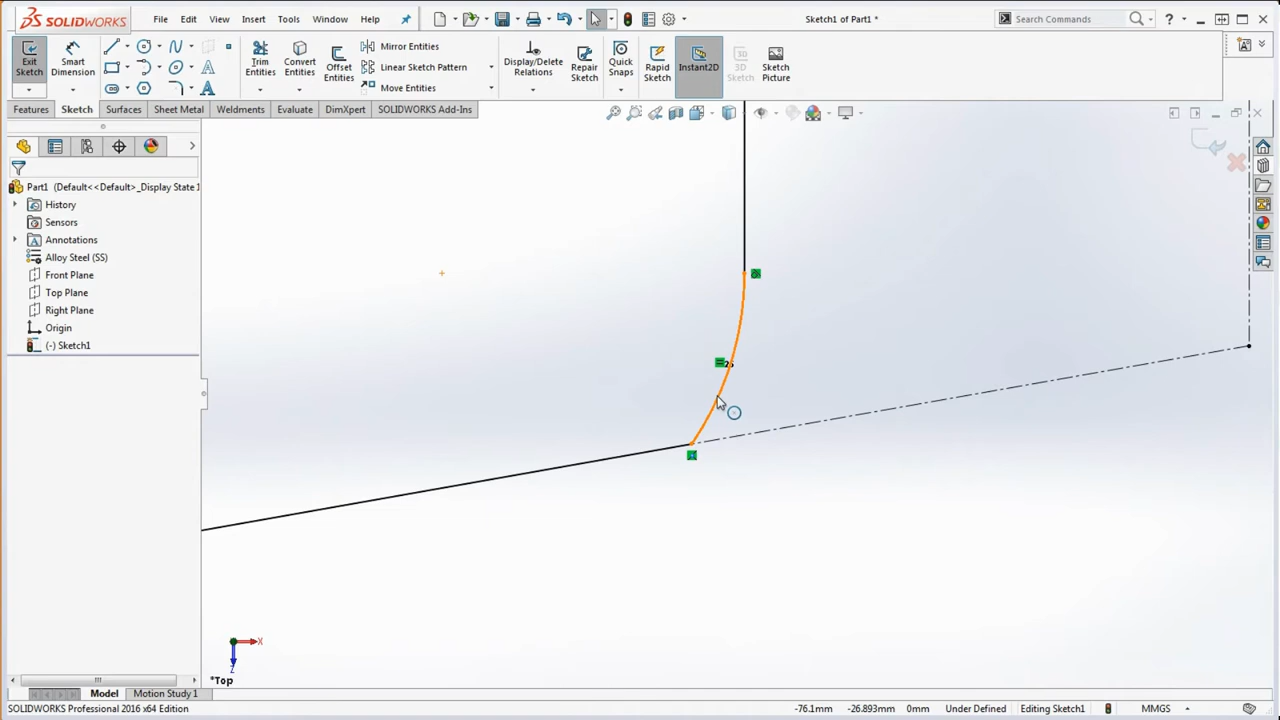 SOLIDWORKS
File Edit View Insert Tools Window Help
Sketch1 of Part1 *
Search Commands
Exit Sketch
Smart Dimension
Trim Entities
Convert Entities
Offset Entities
Mirror Entities
Linear Sketch Pattern
Move Entities
Display/Delete Relations
Repair Sketch
Quick Snaps
Rapid Sketch
Instant2D
3D Sketch
Sketch Picture
Features Sketch Surfaces Sheet Metal Weldments Evaluate DimXpert SOLIDWORKS Add-Ins
Part1 (Default<<Default>_Display State 1
History
Sensors
Annotations
Alloy Steel (SS)
Front Plane
Top Plane
Right Plane
Origin
(-) Sketch1
X
Z
*Top
Model Motion Study 1
SOLIDWORKS Professional 2016 x64 Edition
-76.1mm -26.893mm 0mm Under Defined Editing Sketch1 MMGS